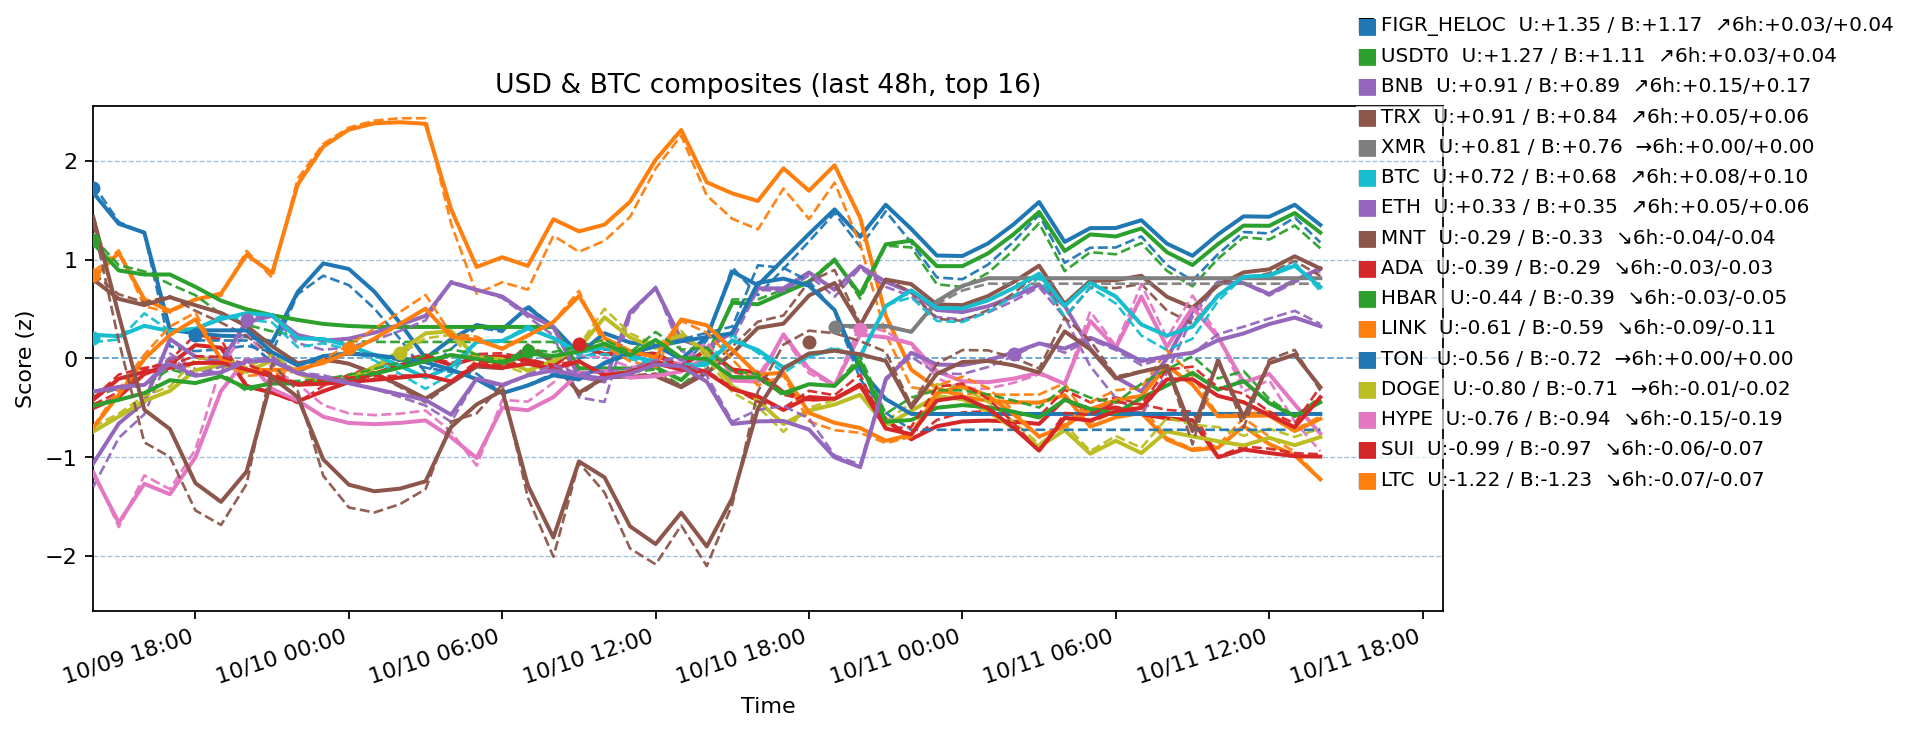 FIGR_HELOC  U:+1.35 / B:+1.17  ↗6h:+0.03/+0.04
USDT0  U:+1.27 / B:+1.11  ↗6h:+0.03/+0.04
USD & BTC composites (last 48h, top 16)
BNB  U:+0.91 / B:+0.89  ↗6h:+0.15/+0.17
TRX  U:+0.91 / B:+0.84  ↗6h:+0.05/+0.06
XMR  U:+0.81 / B:+0.76  →6h:+0.00/+0.00
BTC  U:+0.72 / B:+0.68  ↗6h:+0.08/+0.10
ETH  U:+0.33 / B:+0.35  ↗6h:+0.05/+0.06
MNT  U:-0.29 / B:-0.33  ↘6h:-0.04/-0.04
ADA  U:-0.39 / B:-0.29  ↘6h:-0.03/-0.03
HBAR  U:-0.44 / B:-0.39  ↘6h:-0.03/-0.05
LINK  U:-0.61 / B:-0.59  ↘6h:-0.09/-0.11
TON  U:-0.56 / B:-0.72  →6h:+0.00/+0.00
DOGE  U:-0.80 / B:-0.71  →6h:-0.01/-0.02
HYPE  U:-0.76 / B:-0.94  ↘6h:-0.15/-0.19
SUI  U:-0.99 / B:-0.97  ↘6h:-0.06/-0.07
LTC  U:-1.22 / B:-1.23  ↘6h:-0.07/-0.07
Score (z)
2
1
0
−1
−2
10/09 18:00
10/10 00:00
10/10 06:00
10/10 12:00
10/10 18:00
10/11 00:00
10/11 06:00
10/11 12:00
10/11 18:00
Time